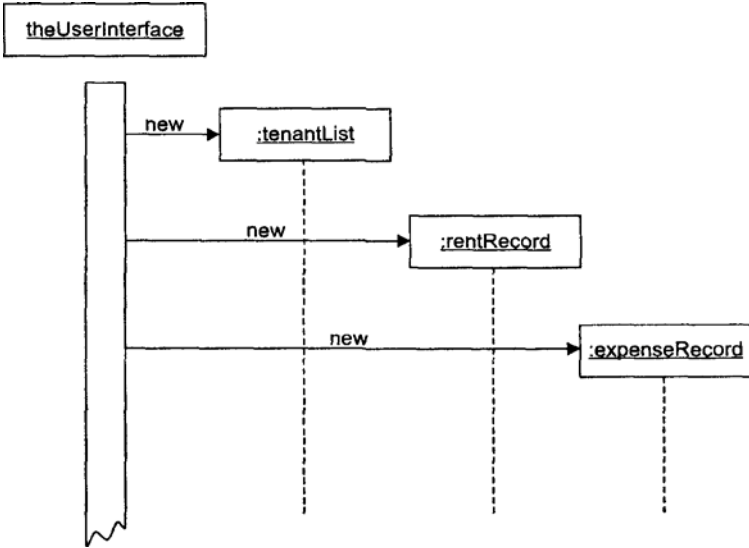 theUserInterface
new
:tenantList
new
:rentRecord
new
:expenseRecord